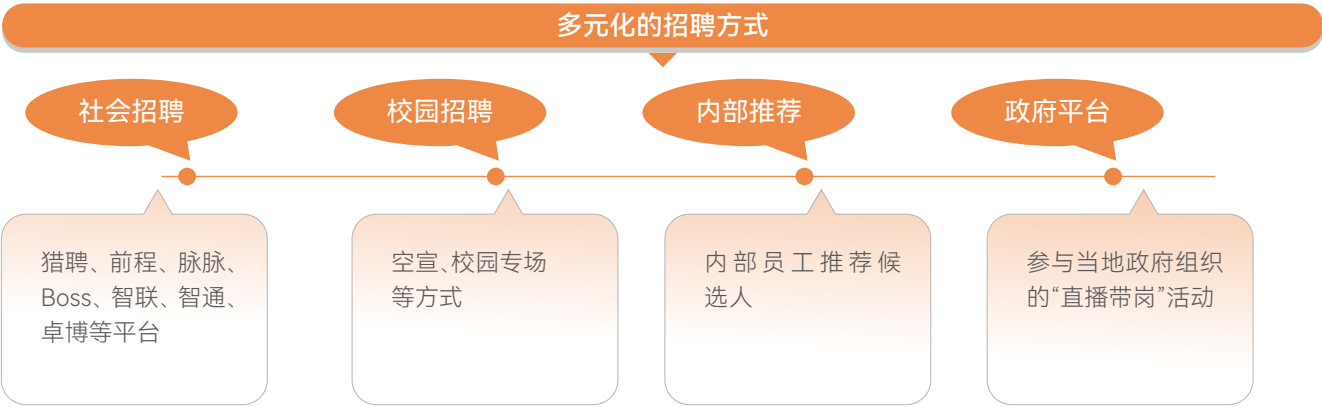 多元化的招聘方式
社会招聘
校园招聘
内部推荐
政府平台
猎聘、前程、脉脉、
Boss、智联、智通、
卓博等平台
空宣、校园专场
等方式
内部员工推荐候
选人
参与当地政府组织
的“直播带岗”活动